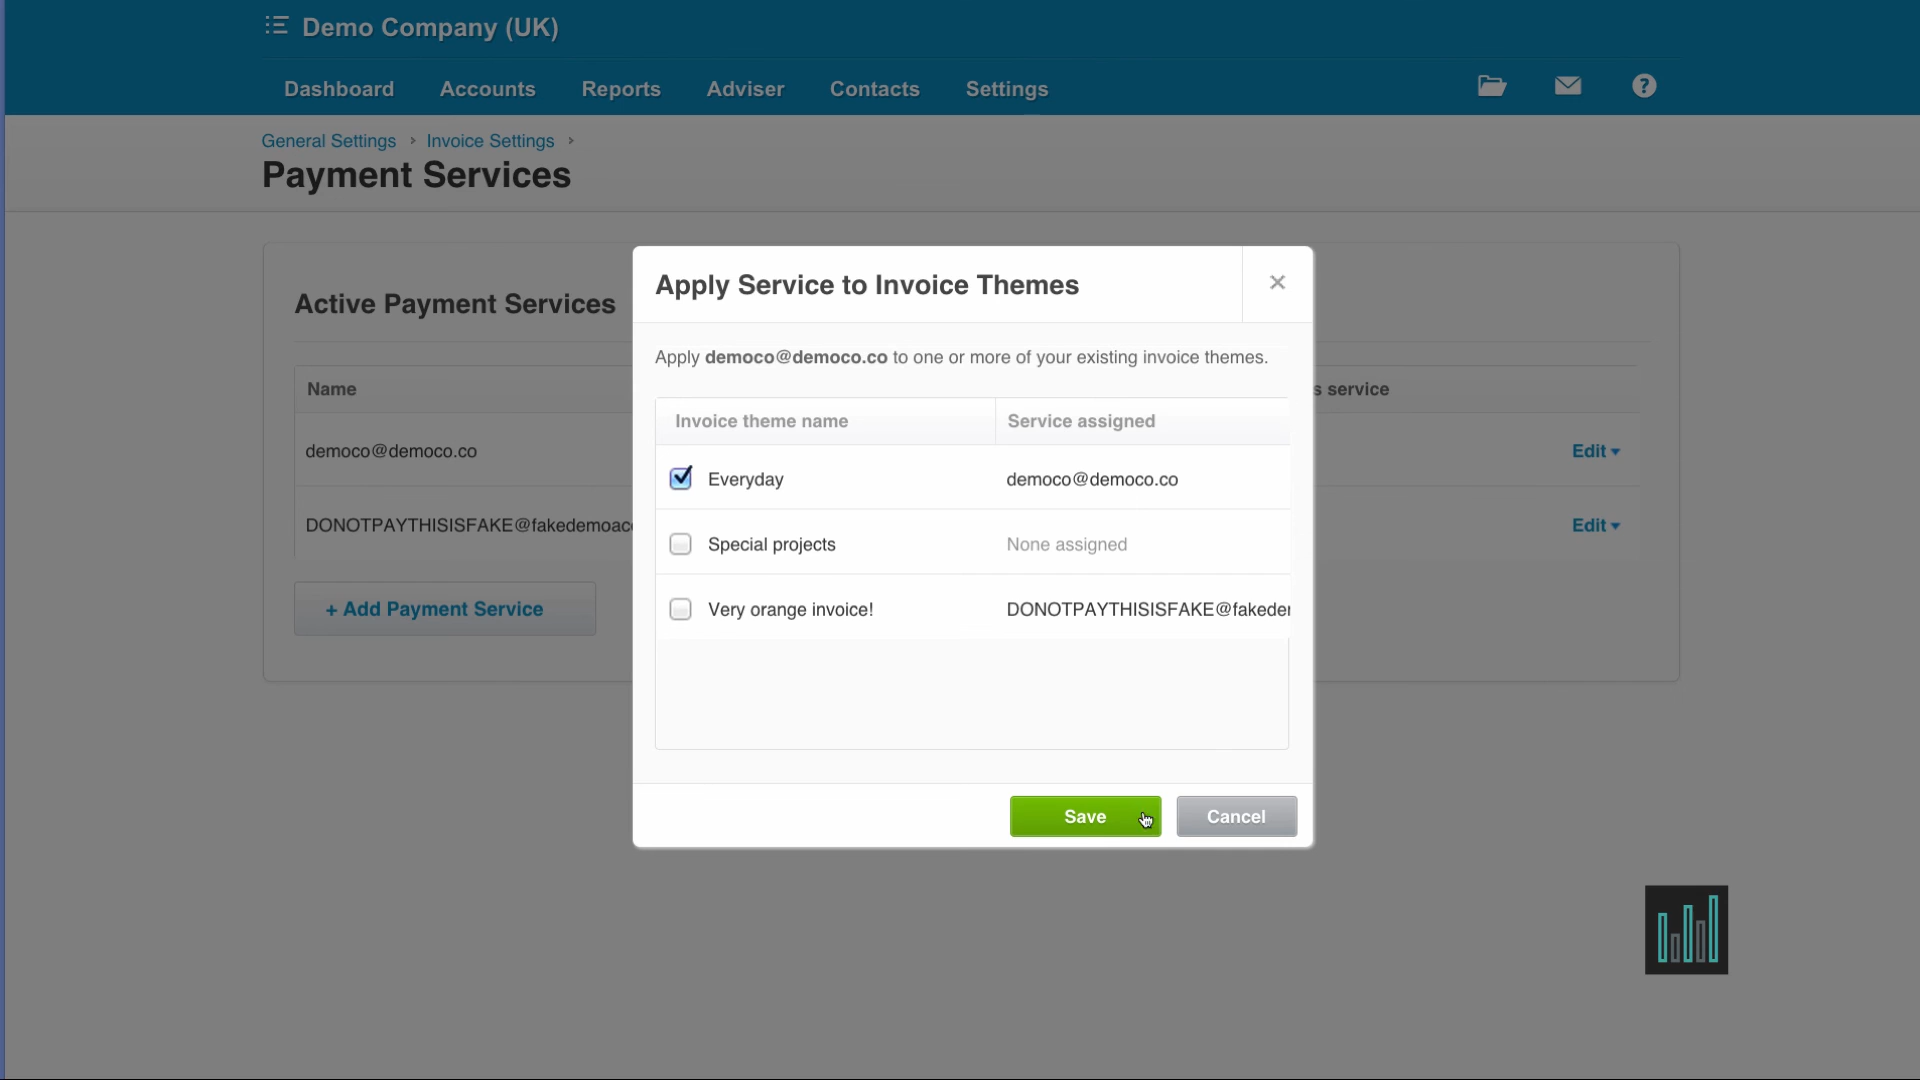 Demo Company (UK)
Dashboard Accounts Reports Adviser Contacts Settings
General Settings › Invoice Settings ›
Payment Services
Active Payment Services
Name
s service
democo@democo.co
Edit
DONOTPAYTHISISFAKE@fakedemoac
Edit
+ Add Payment Service
Apply Service to Invoice Themes
Apply democo@democo.co to one or more of your existing invoice themes.
Invoice theme name Service assigned
Everyday democo@democo.co
Special projects None assigned
Very orange invoice! DONOTPAYTHISISFAKE@fakeder
Save Cancel